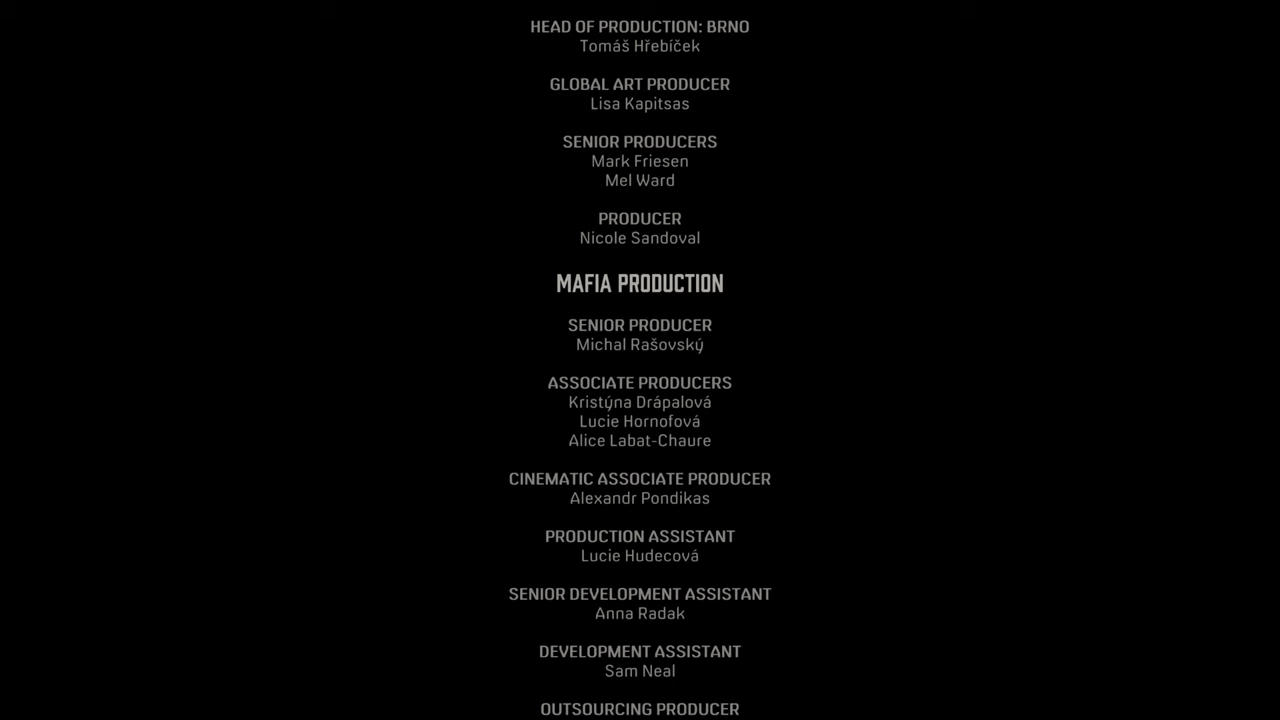 HEAD OF PRODUCTION: BRNO
Tomáš Hřebíček
GLOBAL ART PRODUCER
Lisa Kapitsas
SENIOR PRODUCERS
Mark Friesen
Mel Ward
PRODUCER
Nicole Sandoval
MAFIA PRODUCTION
SENIOR PRODUCER
Michal Rašovský
ASSOCIATE PRODUCERS
Kristýna Drápalová
Lucie Hornofová
Alice Labat-Chaure
CINEMATIC ASSOCIATE PRODUCER
Alexandr Pondikas
PRODUCTION ASSISTANT
Lucie Hudecová
SENIOR DEVELOPMENT ASSISTANT
Anna Radak
DEVELOPMENT ASSISTANT
Sam Neal
OUTSOURCING PRODUCER